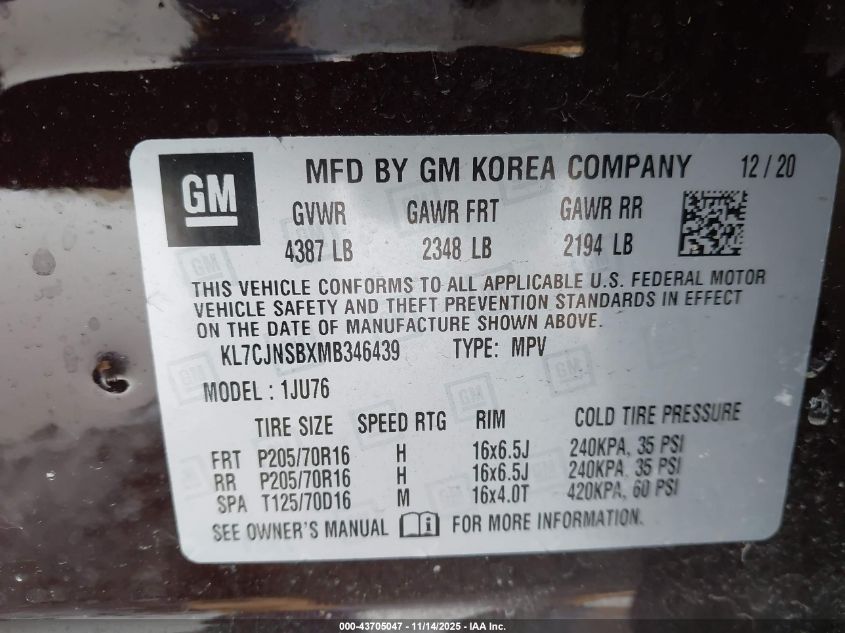 GM
MFD BY GM KOREA COMPANY 12/20
GVWR GAWR FRT GAWR RR
4387 LB 2348 LB 2194 LB
THIS VEHICLE CONFORMS TO ALL APPLICABLE U.S. FEDERAL MOTOR
VEHICLE SAFETY AND THEFT PREVENTION STANDARDS IN EFFECT
ON THE DATE OF MANUFACTURE SHOWN ABOVE.
KL7CJNSBXMB346439 TYPE: MPV
MODEL : 1JU76
TIRE SIZE SPEED RTG RIM COLD TIRE PRESSURE
FRT P205/70R16 H 16x6.5J 240KPA, 35 PSI
RR P205/70R16 H 16x6.5J 240KPA, 35 PSI
SPA T125/70D16 M 16x4.0T 420KPA, 60 PSI
SEE OWNER'S MANUAL i FOR MORE INFORMATION.
000-43705047 - 11/14/2025 - IAA Inc.